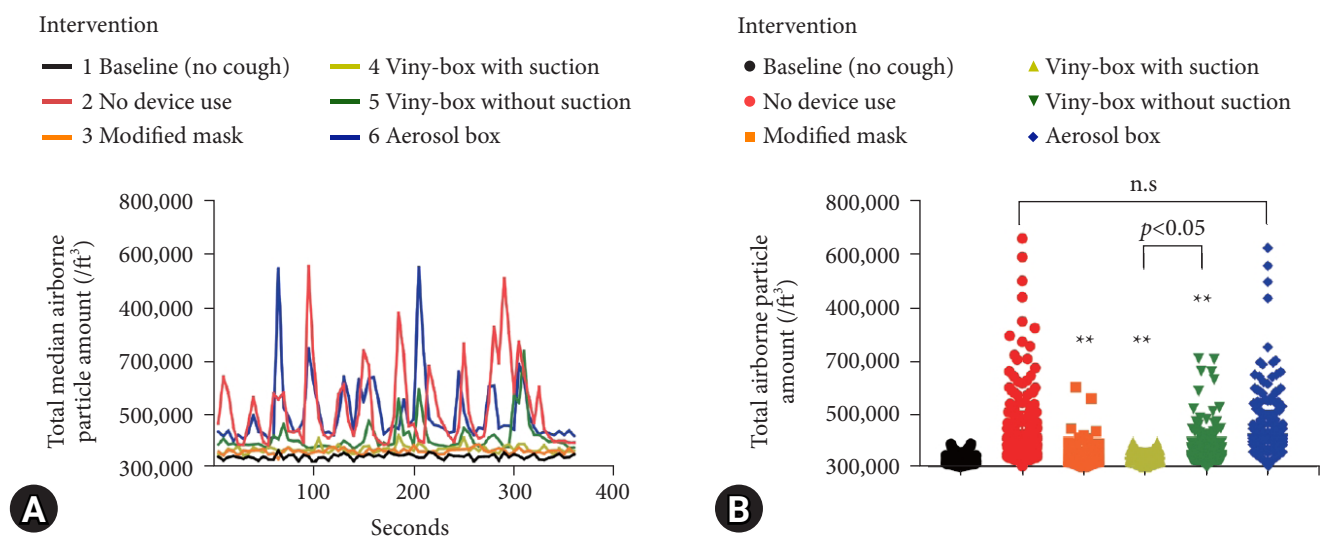 Intervention
1 Baseline (no cough)
4 Viny-box with suction
2 No device use
5 Viny-box without suction
3 Modified mask
6 Aerosol box
Total median airborne
particle amount (/ft³)
800,000
600,000
400,000
700,000
500,000
300,000
100
200
300
400
Seconds
A
Intervention
Baseline (no cough)
Viny-box with suction
No device use
Viny-box without suction
Modified mask
Aerosol box
Total airborne particle
amount (/ft³)
800,000
600,000
400,000
700,000
500,000
300,000
n.s
p<0.05
**
**
**
B